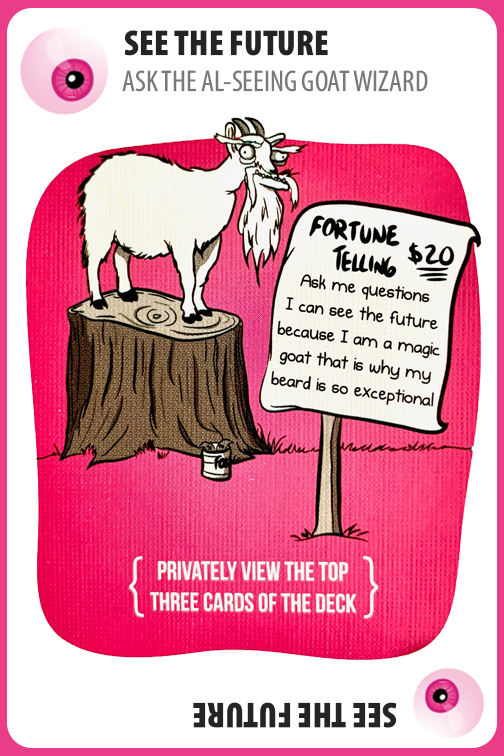 SEE THE FUTURE
ASK THE AL-SEEING GOAT WIZARD
FORTUNE
TELLING $20
Ask me questions
I can see the future
because I am a magic
goat that is why my
beard is so exceptional
PRIVATELY VIEW THE TOP
THREE CARDS OF THE DECK
SEE THE FUTURE